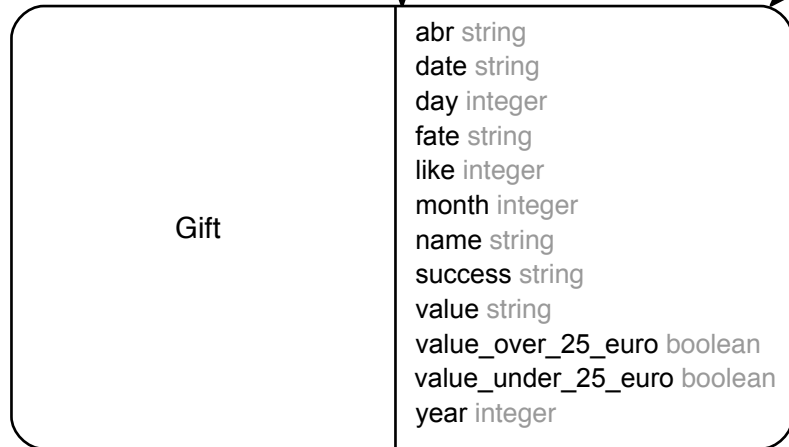 Gift
abr string
date string
day integer
fate string
like integer
month integer
name string
success string
value string
value_over_25_euro boolean
value_under_25_euro boolean
year integer